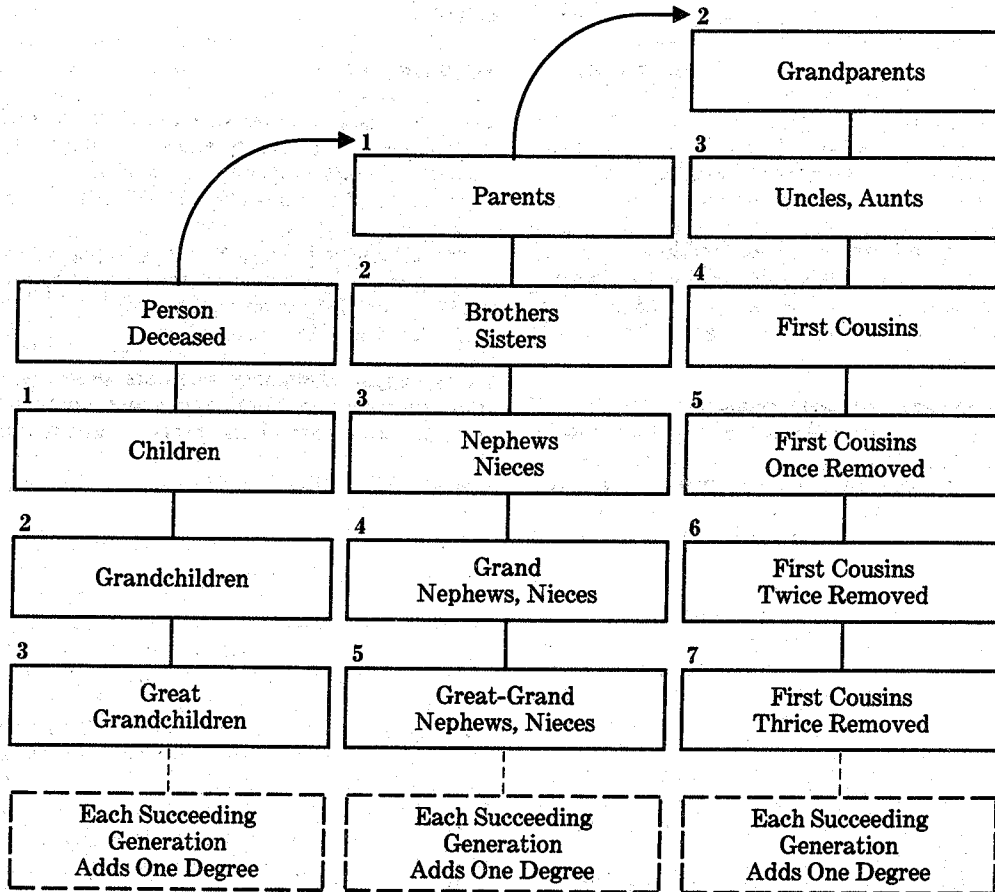 2
Grandparents
1
Parents
3
Uncles, Aunts
Person
Deceased
2
Brothers
Sisters
4
First Cousins
1
Children
3
Nephews
Nieces
5
First Cousins
Once Removed
2
Grandchildren
4
Grand
Nephews, Nieces
6
First Cousins
Twice Removed
3
Great
Grandchildren
5
Great-Grand
Nephews, Nieces
7
First Cousins
Thrice Removed
Each Succeeding
Generation
Adds One Degree
Each Succeeding
Generation
Adds One Degree
Each Succeeding
Generation
Adds One Degree